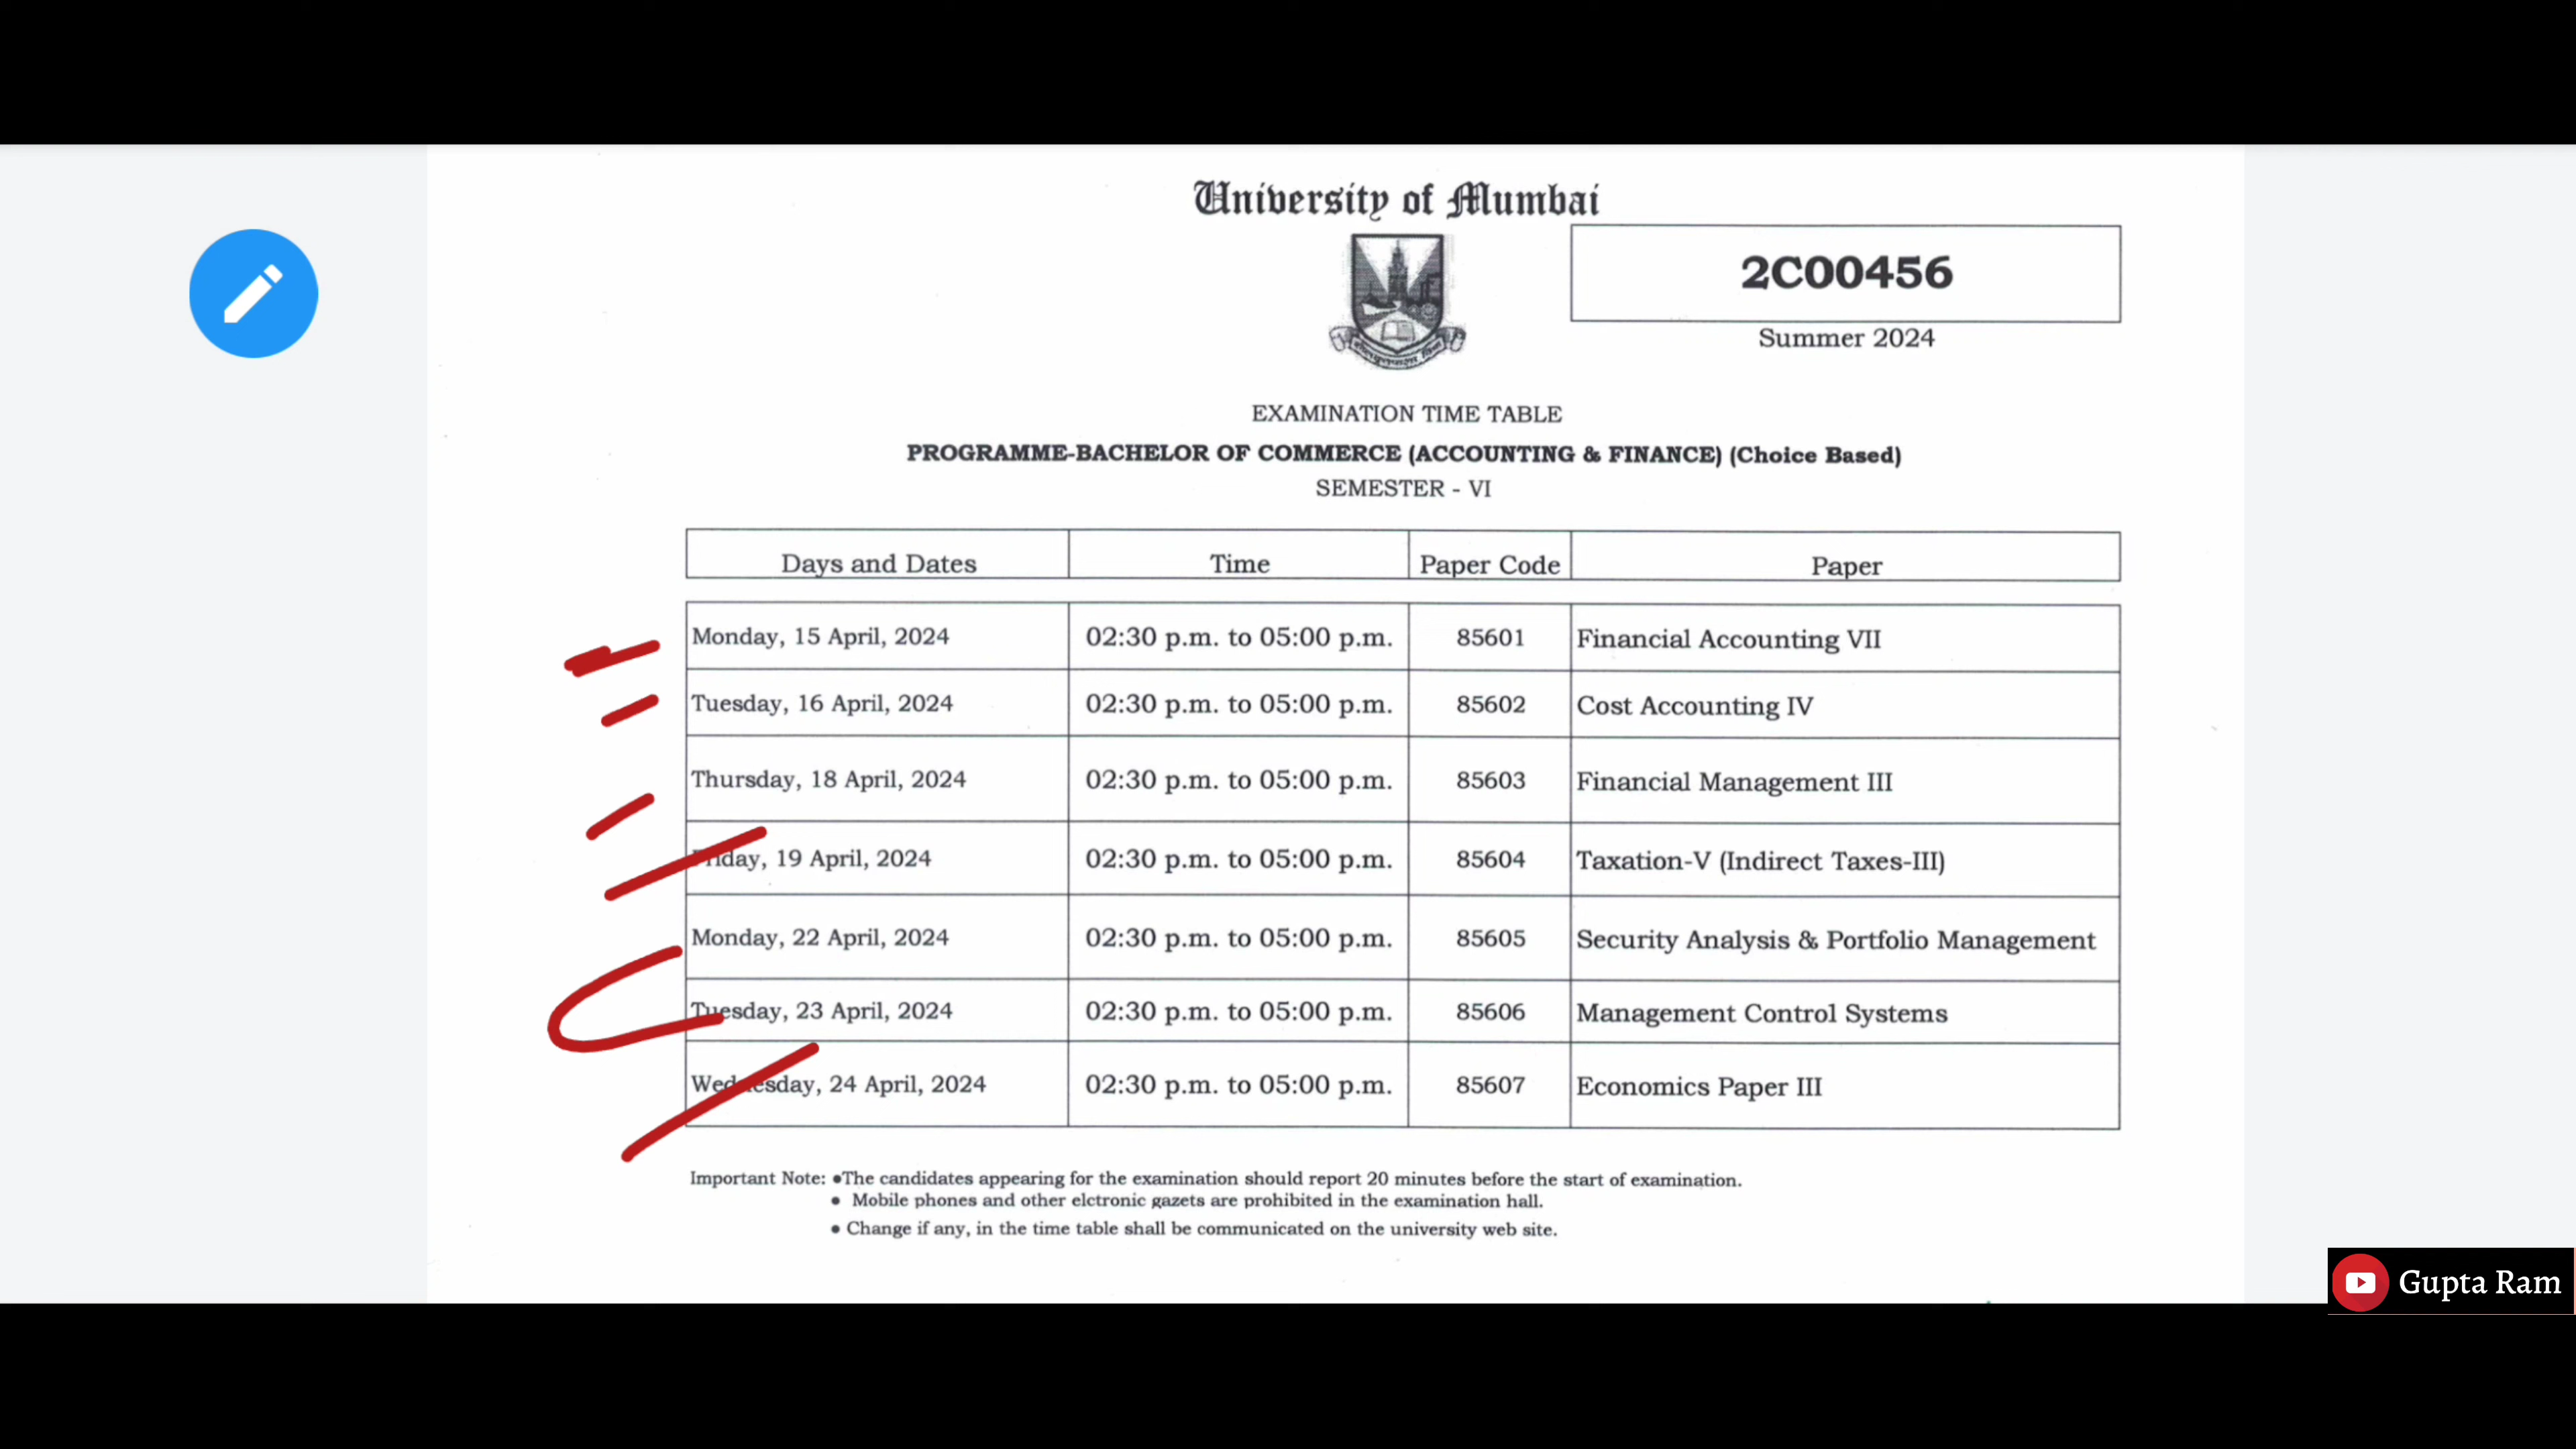 University of Mumbai
2C00456
Summer 2024
EXAMINATION TIME TABLE
PROGRAMME-BACHELOR OF COMMERCE (ACCOUNTING & FINANCE) (Choice Based)
SEMESTER - VI
Days and Dates Time Paper Code Paper
Monday, 15 April, 2024 02:30 p.m. to 05:00 p.m. 85601 Financial Accounting VII
Tuesday, 16 April, 2024 02:30 p.m. to 05:00 p.m. 85602 Cost Accounting IV
Thursday, 18 April, 2024 02:30 p.m. to 05:00 p.m. 85603 Financial Management III
Friday, 19 April, 2024 02:30 p.m. to 05:00 p.m. 85604 Taxation-V (Indirect Taxes-III)
Monday, 22 April, 2024 02:30 p.m. to 05:00 p.m. 85605 Security Analysis & Portfolio Management
Tuesday, 23 April, 2024 02:30 p.m. to 05:00 p.m. 85606 Management Control Systems
Wednesday, 24 April, 2024 02:30 p.m. to 05:00 p.m. 85607 Economics Paper III
Important Note: ●The candidates appearing for the examination should report 20 minutes before the start of examination.
● Mobile phones and other elctronic gazets are prohibited in the examination hall.
● Change if any, in the time table shall be communicated on the university web site.
Gupta Ram